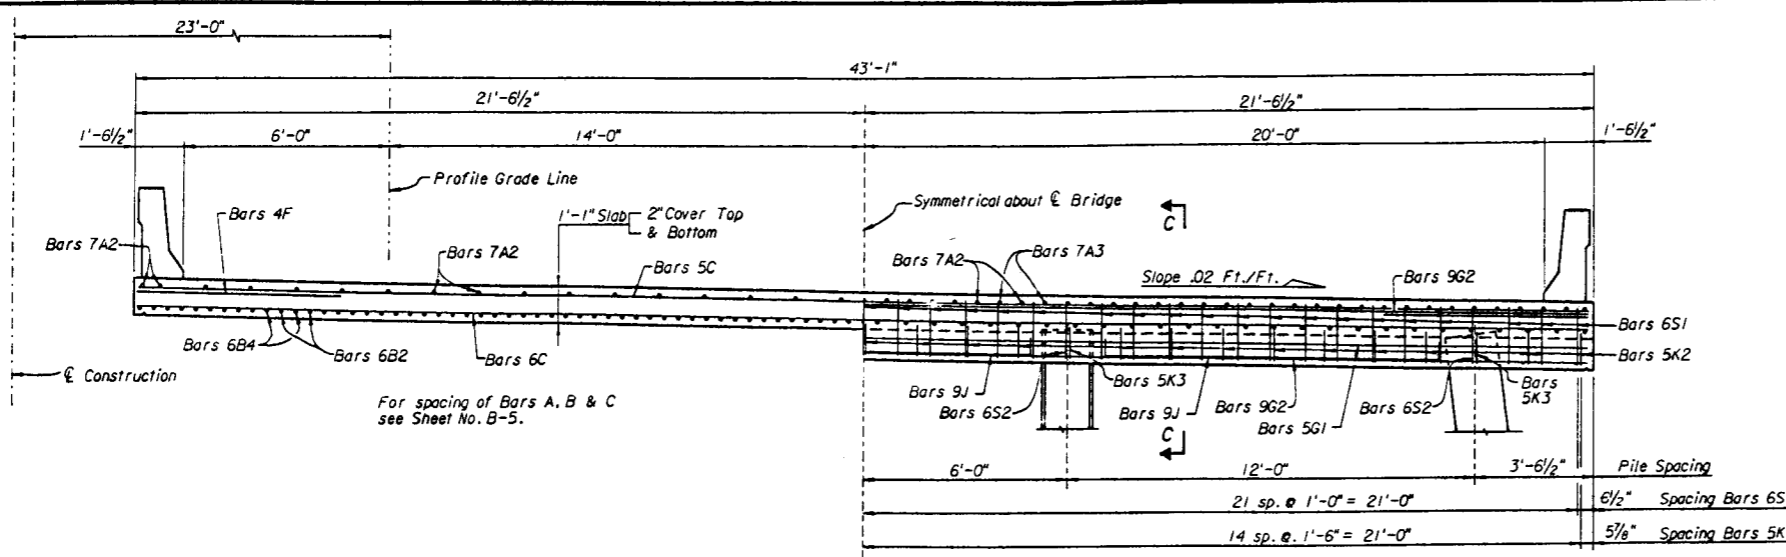 23'-0"
43'-1"
21'-6½"
21'-6½"
1'-6½"
6'-0"
14'-0"
20'-0"
1'-6½"
Profile Grade Line
Symmetrical about ℄ Bridge
C
Bars 4F
1'-1" Slab
2" Cover Top
& Bottom
Bars 7A2
Bars 7A2
Bars 5C
Bars 7A2
Bars 7A3
Slope .02 Ft./Ft.
Bars 9G2
Bars 6S1
Bars 5K2
Bars 6B4
Bars 6B2
Bars 6C
℄ Construction
For spacing of Bars A, B & C
see Sheet No. B-5.
Bars 9J
Bars 5K3
Bars 6S2
Bars 9J
Bars 9G2
Bars 5G1
Bars 6S2
Bars
5K3
C
6'-0"
12'-0"
3'-6½"
Pile Spacing
21 sp. @ 1'-0" = 21'-0"
6½"
Spacing Bars 6S
14 sp. @. 1'-6" = 21'-0"
5⅞"
Spacing Bars 5K